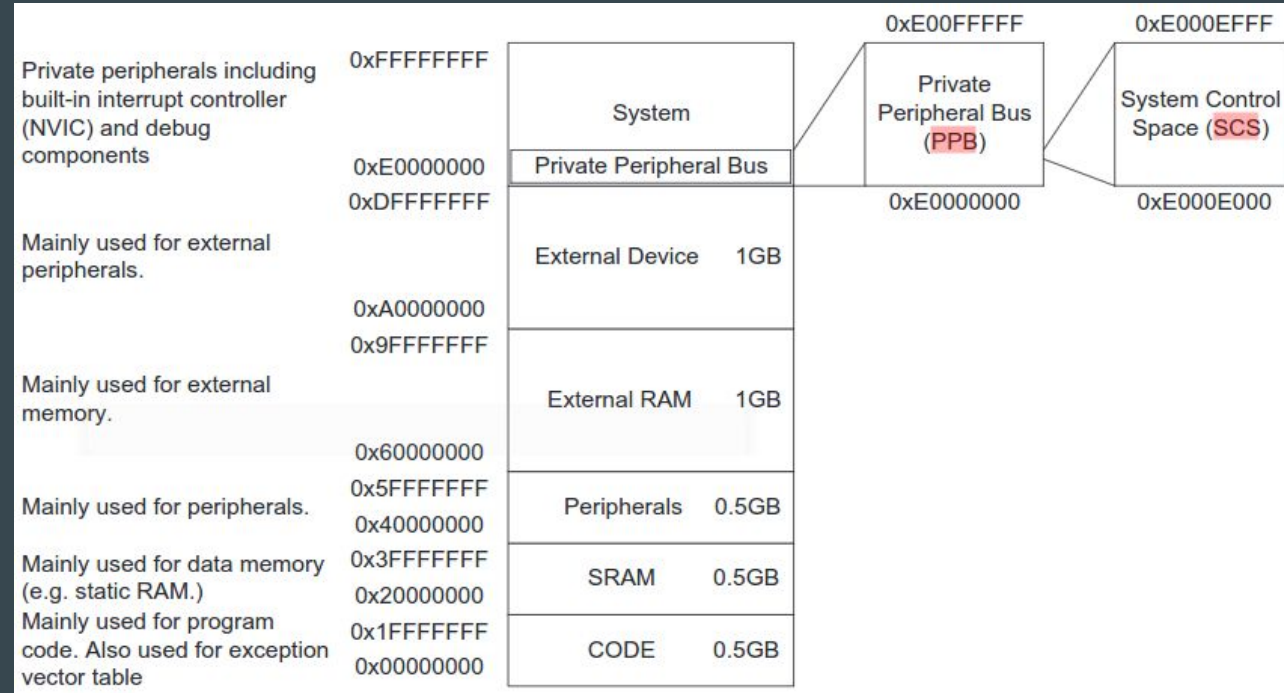 0xE00FFFFF
0xE000EFFF
Private peripherals including
built-in interrupt controller
(NVIC) and debug
components
0xFFFFFFFF
System
0xE0000000
Private Peripheral Bus
Private
Peripheral Bus
(PPB)
System Control
Space (SCS)
0xE0000000
0xE000E000
Mainly used for external
peripherals.
0xDFFFFFFF
External Device 1GB
0xA0000000
Mainly used for external
memory.
0x9FFFFFFF
External RAM 1GB
0x60000000
Mainly used for peripherals.
0x5FFFFFFF
Peripherals 0.5GB
0x40000000
Mainly used for data memory
(e.g. static RAM.)
0x3FFFFFFF
SRAM 0.5GB
0x20000000
Mainly used for program
code. Also used for exception
vector table
0x1FFFFFFF
CODE 0.5GB
0x00000000